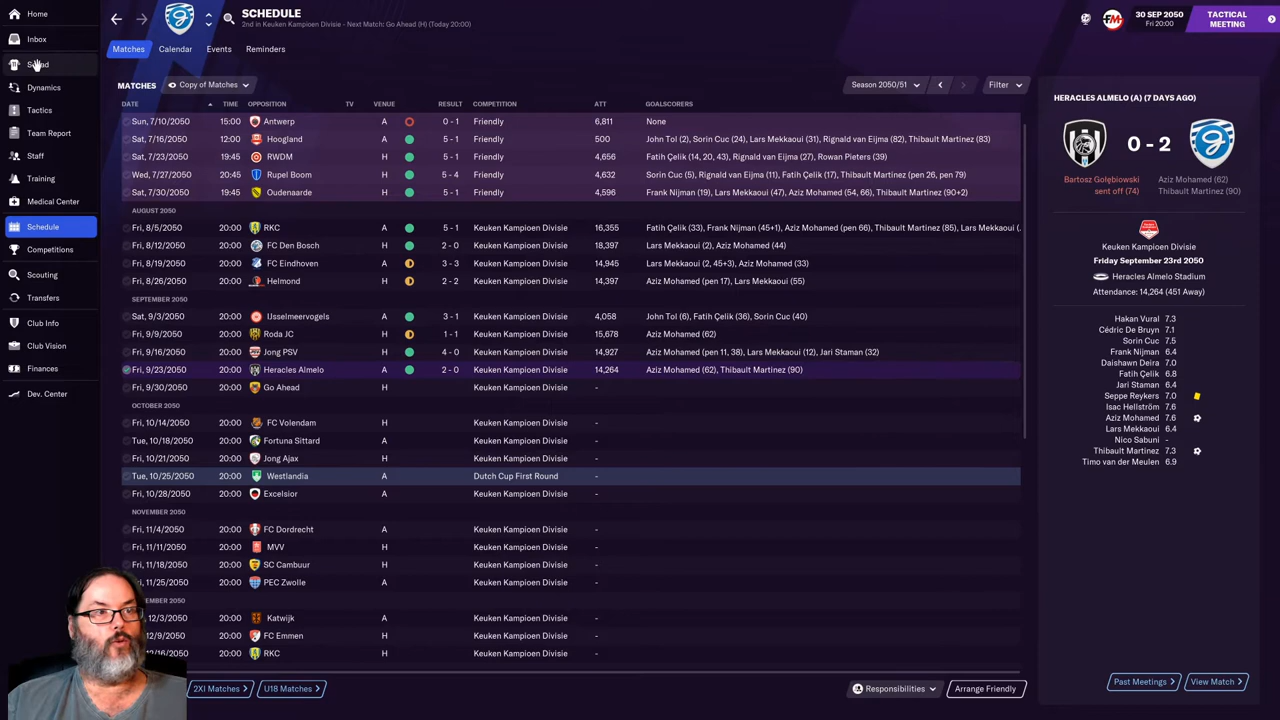 Home
SCHEDULE
2nd in Keuken Kampioen Divisie - Next Match: Go Ahead (H) (Today 20:00)
30 SEP 2050
Fri 20:00
TACTICAL
MEETING
Inbox
Dynamics
Tactics
Team Report
Staff
Training
Medical Center
Schedule
Competitions
Scouting
Transfers
Club Info
Club Vision
Finances
Dev. Center
Matches Calendar Events Reminders
MATCHES Copy of Matches Season 2050/51 Filter
DATE TIME OPPOSITION TV VENUE RESULT COMPETITION ATT GOALSCORERS
Sun, 7/10/2050 15:00 Antwerp A 0 - 1 Friendly 6,811 None
Sat, 7/16/2050 12:00 Hoogland A 5 - 1 Friendly 500 John Tol (2), Sorin Cuc (24), Lars Mekkaoui (31), Rignald van Eijma (82), Thibault Martinez (83)
Sat, 7/23/2050 19:45 RWDM H 5 - 1 Friendly 4,656 Fatih Çelik (14, 20, 43), Rignald van Eijma (27), Rowan Pieters (39)
Wed, 7/27/2050 20:45 Rupel Boom H 5 - 4 Friendly 4,632 Sorin Cuc (5), Rignald van Eijma (11), Fatih Çelik (17), Thibault Martinez (pen 26, pen 79)
Sat, 7/30/2050 19:45 Oudenaarde H 5 - 1 Friendly 4,596 Frank Nijman (19), Lars Mekkaoui (47), Aziz Mohamed (54, 66), Thibault Martinez (90+2)
AUGUST 2050
Fri, 8/5/2050 20:00 RKC A 5 - 1 Keuken Kampioen Divisie 16,355 Fatih Çelik (33), Frank Nijman (45+1), Aziz Mohamed (pen 66), Thibault Martinez (85), Lars Mekkaoui (...
Fri, 8/12/2050 20:00 FC Den Bosch H 2 - 0 Keuken Kampioen Divisie 18,397 Lars Mekkaoui (2), Aziz Mohamed (44)
Fri, 8/19/2050 20:00 FC Eindhoven A 3 - 3 Keuken Kampioen Divisie 14,945 Lars Mekkaoui (2, 45+3), Aziz Mohamed (33)
Fri, 8/26/2050 20:00 Helmond H 2 - 2 Keuken Kampioen Divisie 14,397 Aziz Mohamed (pen 17), Lars Mekkaoui (55)
SEPTEMBER 2050
Sat, 9/3/2050 20:00 IJsselmeervogels A 3 - 1 Keuken Kampioen Divisie 4,058 John Tol (6), Fatih Çelik (36), Sorin Cuc (40)
Fri, 9/9/2050 20:00 Roda JC H 1 - 1 Keuken Kampioen Divisie 15,678 Aziz Mohamed (62)
Fri, 9/16/2050 20:00 Jong PSV H 4 - 0 Keuken Kampioen Divisie 14,927 Aziz Mohamed (pen 11, 38), Lars Mekkaoui (12), Jari Staman (32)
Fri, 9/23/2050 20:00 Heracles Almelo A 2 - 0 Keuken Kampioen Divisie 14,264 Aziz Mohamed (62), Thibault Martinez (90)
Fri, 9/30/2050 20:00 Go Ahead H Keuken Kampioen Divisie -
OCTOBER 2050
Fri, 10/14/2050 20:00 FC Volendam H Keuken Kampioen Divisie -
Tue, 10/18/2050 20:00 Fortuna Sittard A Keuken Kampioen Divisie -
Fri, 10/21/2050 20:00 Jong Ajax H Keuken Kampioen Divisie -
Tue, 10/25/2050 20:00 Westlandia A Dutch Cup First Round -
Fri, 10/28/2050 20:00 Excelsior A Keuken Kampioen Divisie -
NOVEMBER 2050
Fri, 11/4/2050 20:00 FC Dordrecht A Keuken Kampioen Divisie -
Fri, 11/11/2050 20:00 MVV H Keuken Kampioen Divisie -
Fri, 11/18/2050 20:00 SC Cambuur H Keuken Kampioen Divisie -
Fri, 11/25/2050 20:00 PEC Zwolle A Keuken Kampioen Divisie -
EMBER 2050
12/3/2050 20:00 Katwijk A Keuken Kampioen Divisie -
12/9/2050 20:00 FC Emmen H Keuken Kampioen Divisie -
12/16/2050 20:00 RKC H Keuken Kampioen Divisie -
2XI Matches U18 Matches Responsibilities Arrange Friendly
HERACLES ALMELO (A) (7 DAYS AGO)
0 - 2
Bartosz Gołębiowski
sent off (74)
Aziz Mohamed (62)
Thibault Martinez (90)
Keuken Kampioen Divisie
Friday September 23rd 2050
Heracles Almelo Stadium
Attendance: 14,264 (451 Away)
Hakan Vural 7.3
Cédric De Bruyn 7.1
Sorin Cuc 7.5
Frank Nijman 6.4
Daishawn Deira 7.0
Fatih Çelik 6.8
Jari Staman 6.4
Seppe Reykers 7.0
Isac Hellström 7.6
Aziz Mohamed 7.6
Lars Mekkaoui 6.4
Nico Sabuni -
Thibault Martinez 7.3
Timo van der Meulen 6.9
Past Meetings View Match